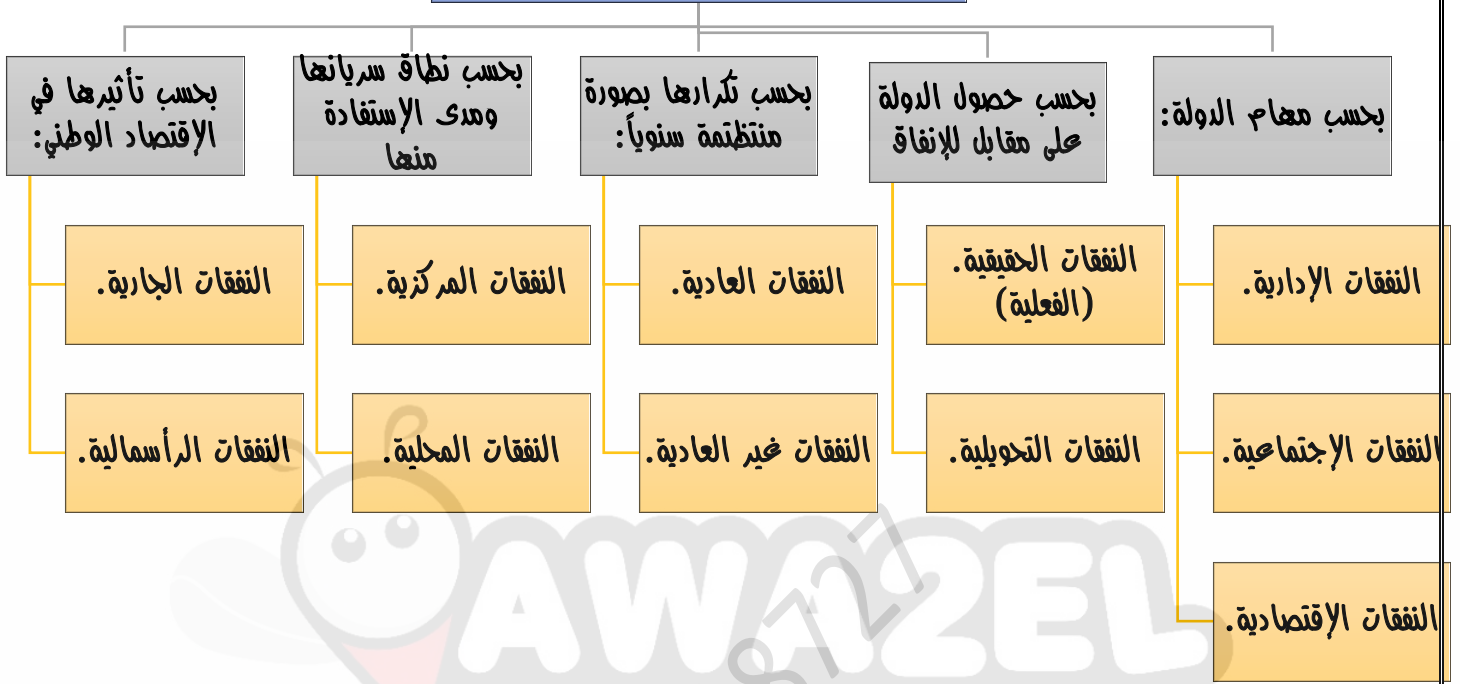 بحسب مهام الدولة:
النفقات الإدارية.
النفقات الإجتماعية.
النفقات الإقتصادية.
بحسب حصول الدولة
على مقابل للإنفاق
النفقات الحقيقية.
(الفعلية)
النفقات التحويلية.
بحسب تكرارها بصورة
منتظتمة سنوياً:
النفقات العادية.
النفقات غير العادية.
بحسب نطاق سريانها
ومدى الإستفادة
منها
النفقات المركزية.
النفقات المحلية.
بحسب تأثيرها في
الإقتصاد الوطني:
النفقات الجارية.
النفقات الرأسمالية.
AWA2EL
8727